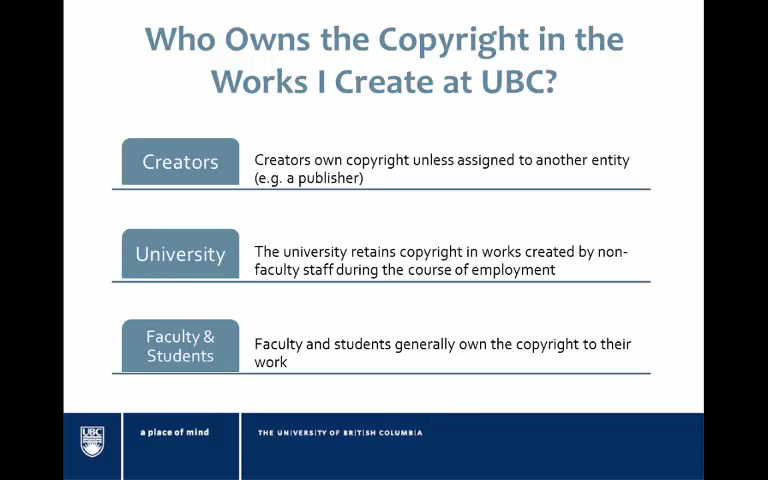 Who Owns the Copyright in the
Works I Create at UBC?
Creators
Creators own copyright unless assigned to another entity
(e.g. a publisher)
University
The university retains copyright in works created by non-
faculty staff during the course of employment
Faculty &
Students
Faculty and students generally own the copyright to their
work
UBC
a place of mind
THE UNIVERSITY OF BRITISH COLUMBIA